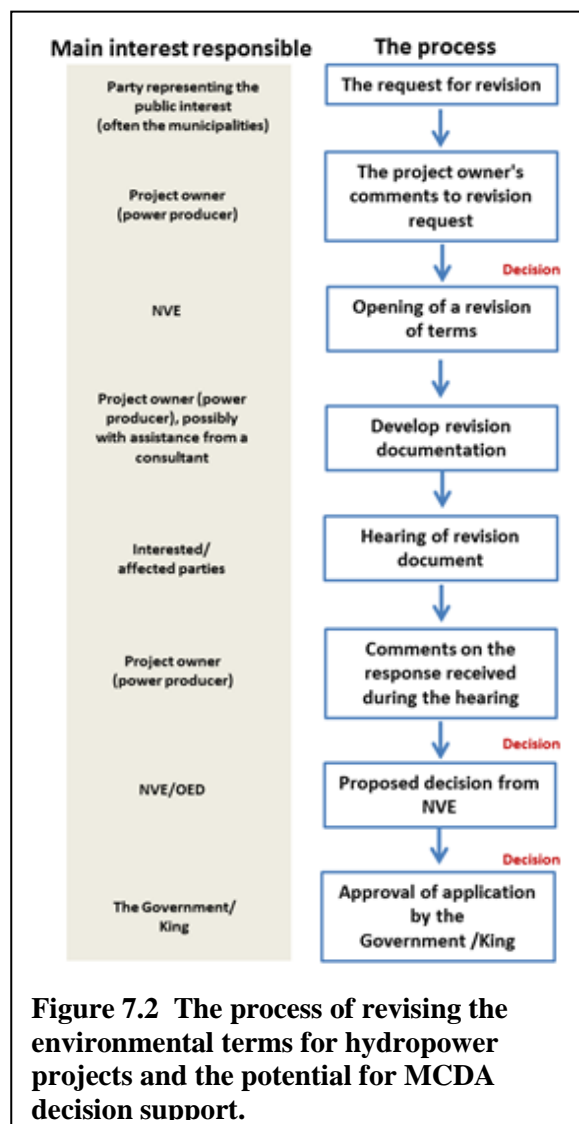 Main interest responsible
The process
Party representing the
public interest
(often the municipalities)
The request for revision
Project owner
(power producer)
The project owner's
comments to revision
request
Decision
NVE
Opening of a revision
of terms
Project owner (power
producer), possibly
with assistance from a
consultant
Develop revision
documentation
Interested/
affected parties
Hearing of revision
document
Project owner
(power producer)
Comments on the
response received
during the hearing
Decision
NVE/OED
Proposed decision from
NVE
Decision
The Government/
King
Approval of application
by the
Government /King
Figure 7.2 The process of revising the
environmental terms for hydropower
projects and the potential for MCDA
decision support.